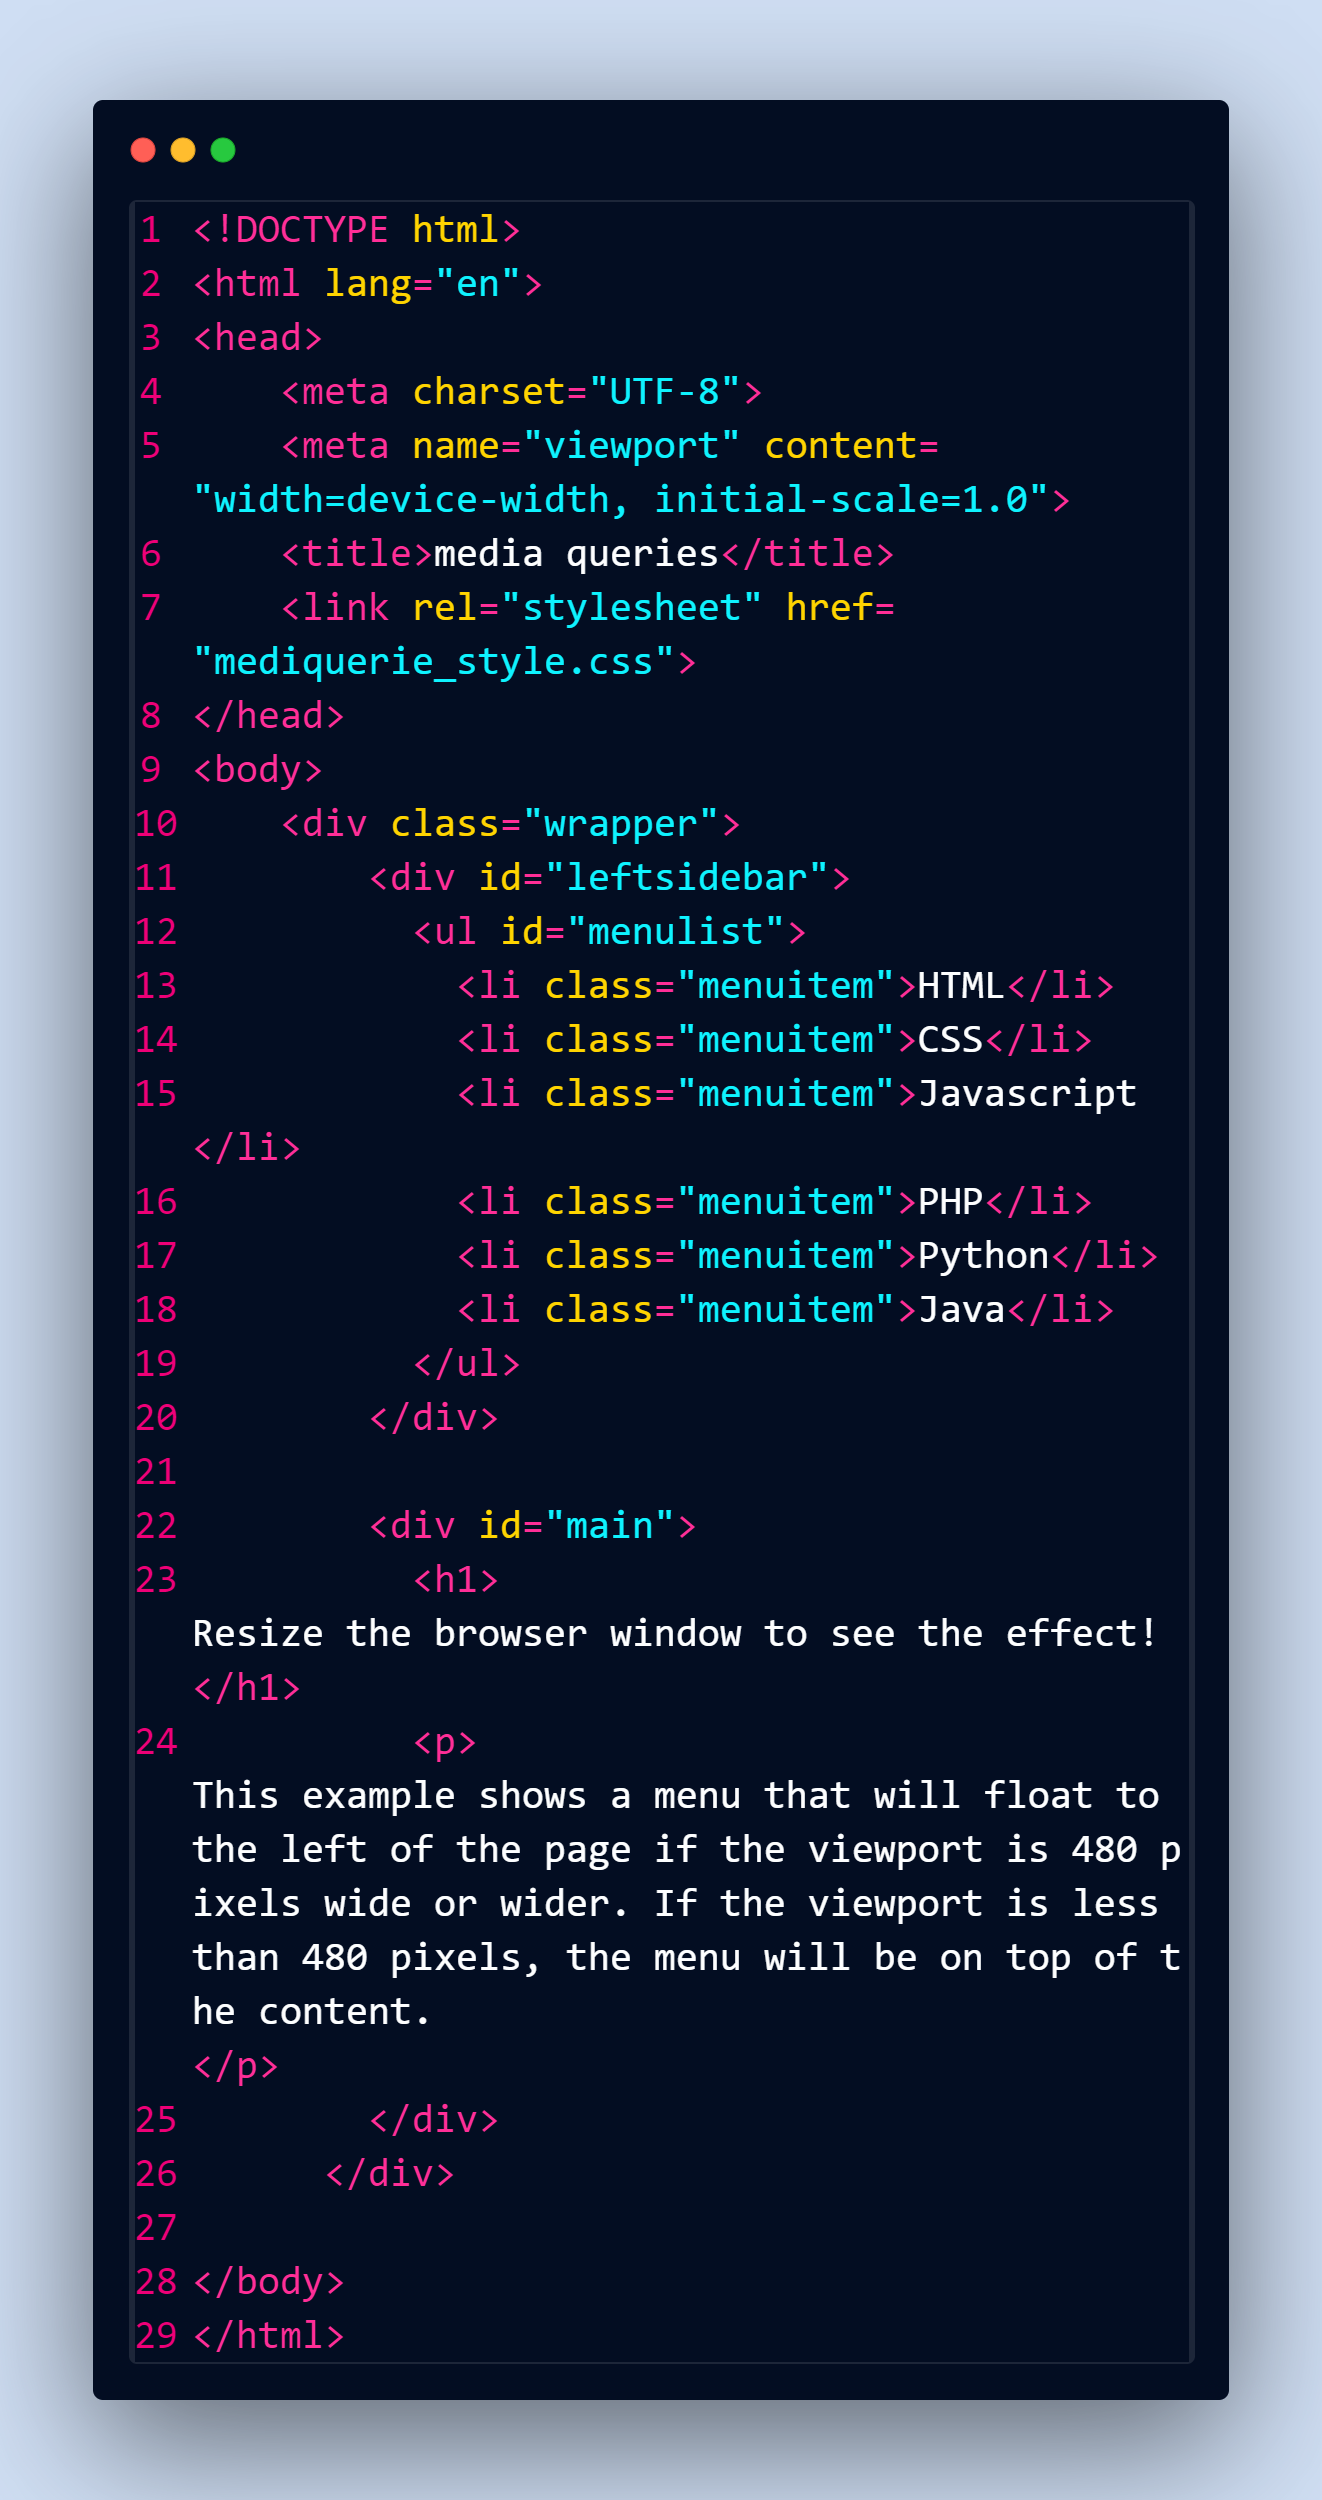 1 <!DOCTYPE html>
2 <html lang="en">
3 <head>
4     <meta charset="UTF-8">
5     <meta name="viewport" content=
"width=device-width, initial-scale=1.0">
6     <title>media queries</title>
7     <link rel="stylesheet" href=
"mediquerie_style.css">
8 </head>
9 <body>
10     <div class="wrapper">
11         <div id="leftsidebar">
12           <ul id="menulist">
13             <li class="menuitem">HTML</li>
14             <li class="menuitem">CSS</li>
15             <li class="menuitem">Javascript
</li>
16             <li class="menuitem">PHP</li>
17             <li class="menuitem">Python</li>
18             <li class="menuitem">Java</li>
19           </ul>
20         </div>
21
22         <div id="main">
23           <h1>
Resize the browser window to see the effect!
</h1>
24           <p>
This example shows a menu that will float to
the left of the page if the viewport is 480 p
ixels wide or wider. If the viewport is less
than 480 pixels, the menu will be on top of t
he content.
</p>
25         </div>
26       </div>
27
28 </body>
29 </html>